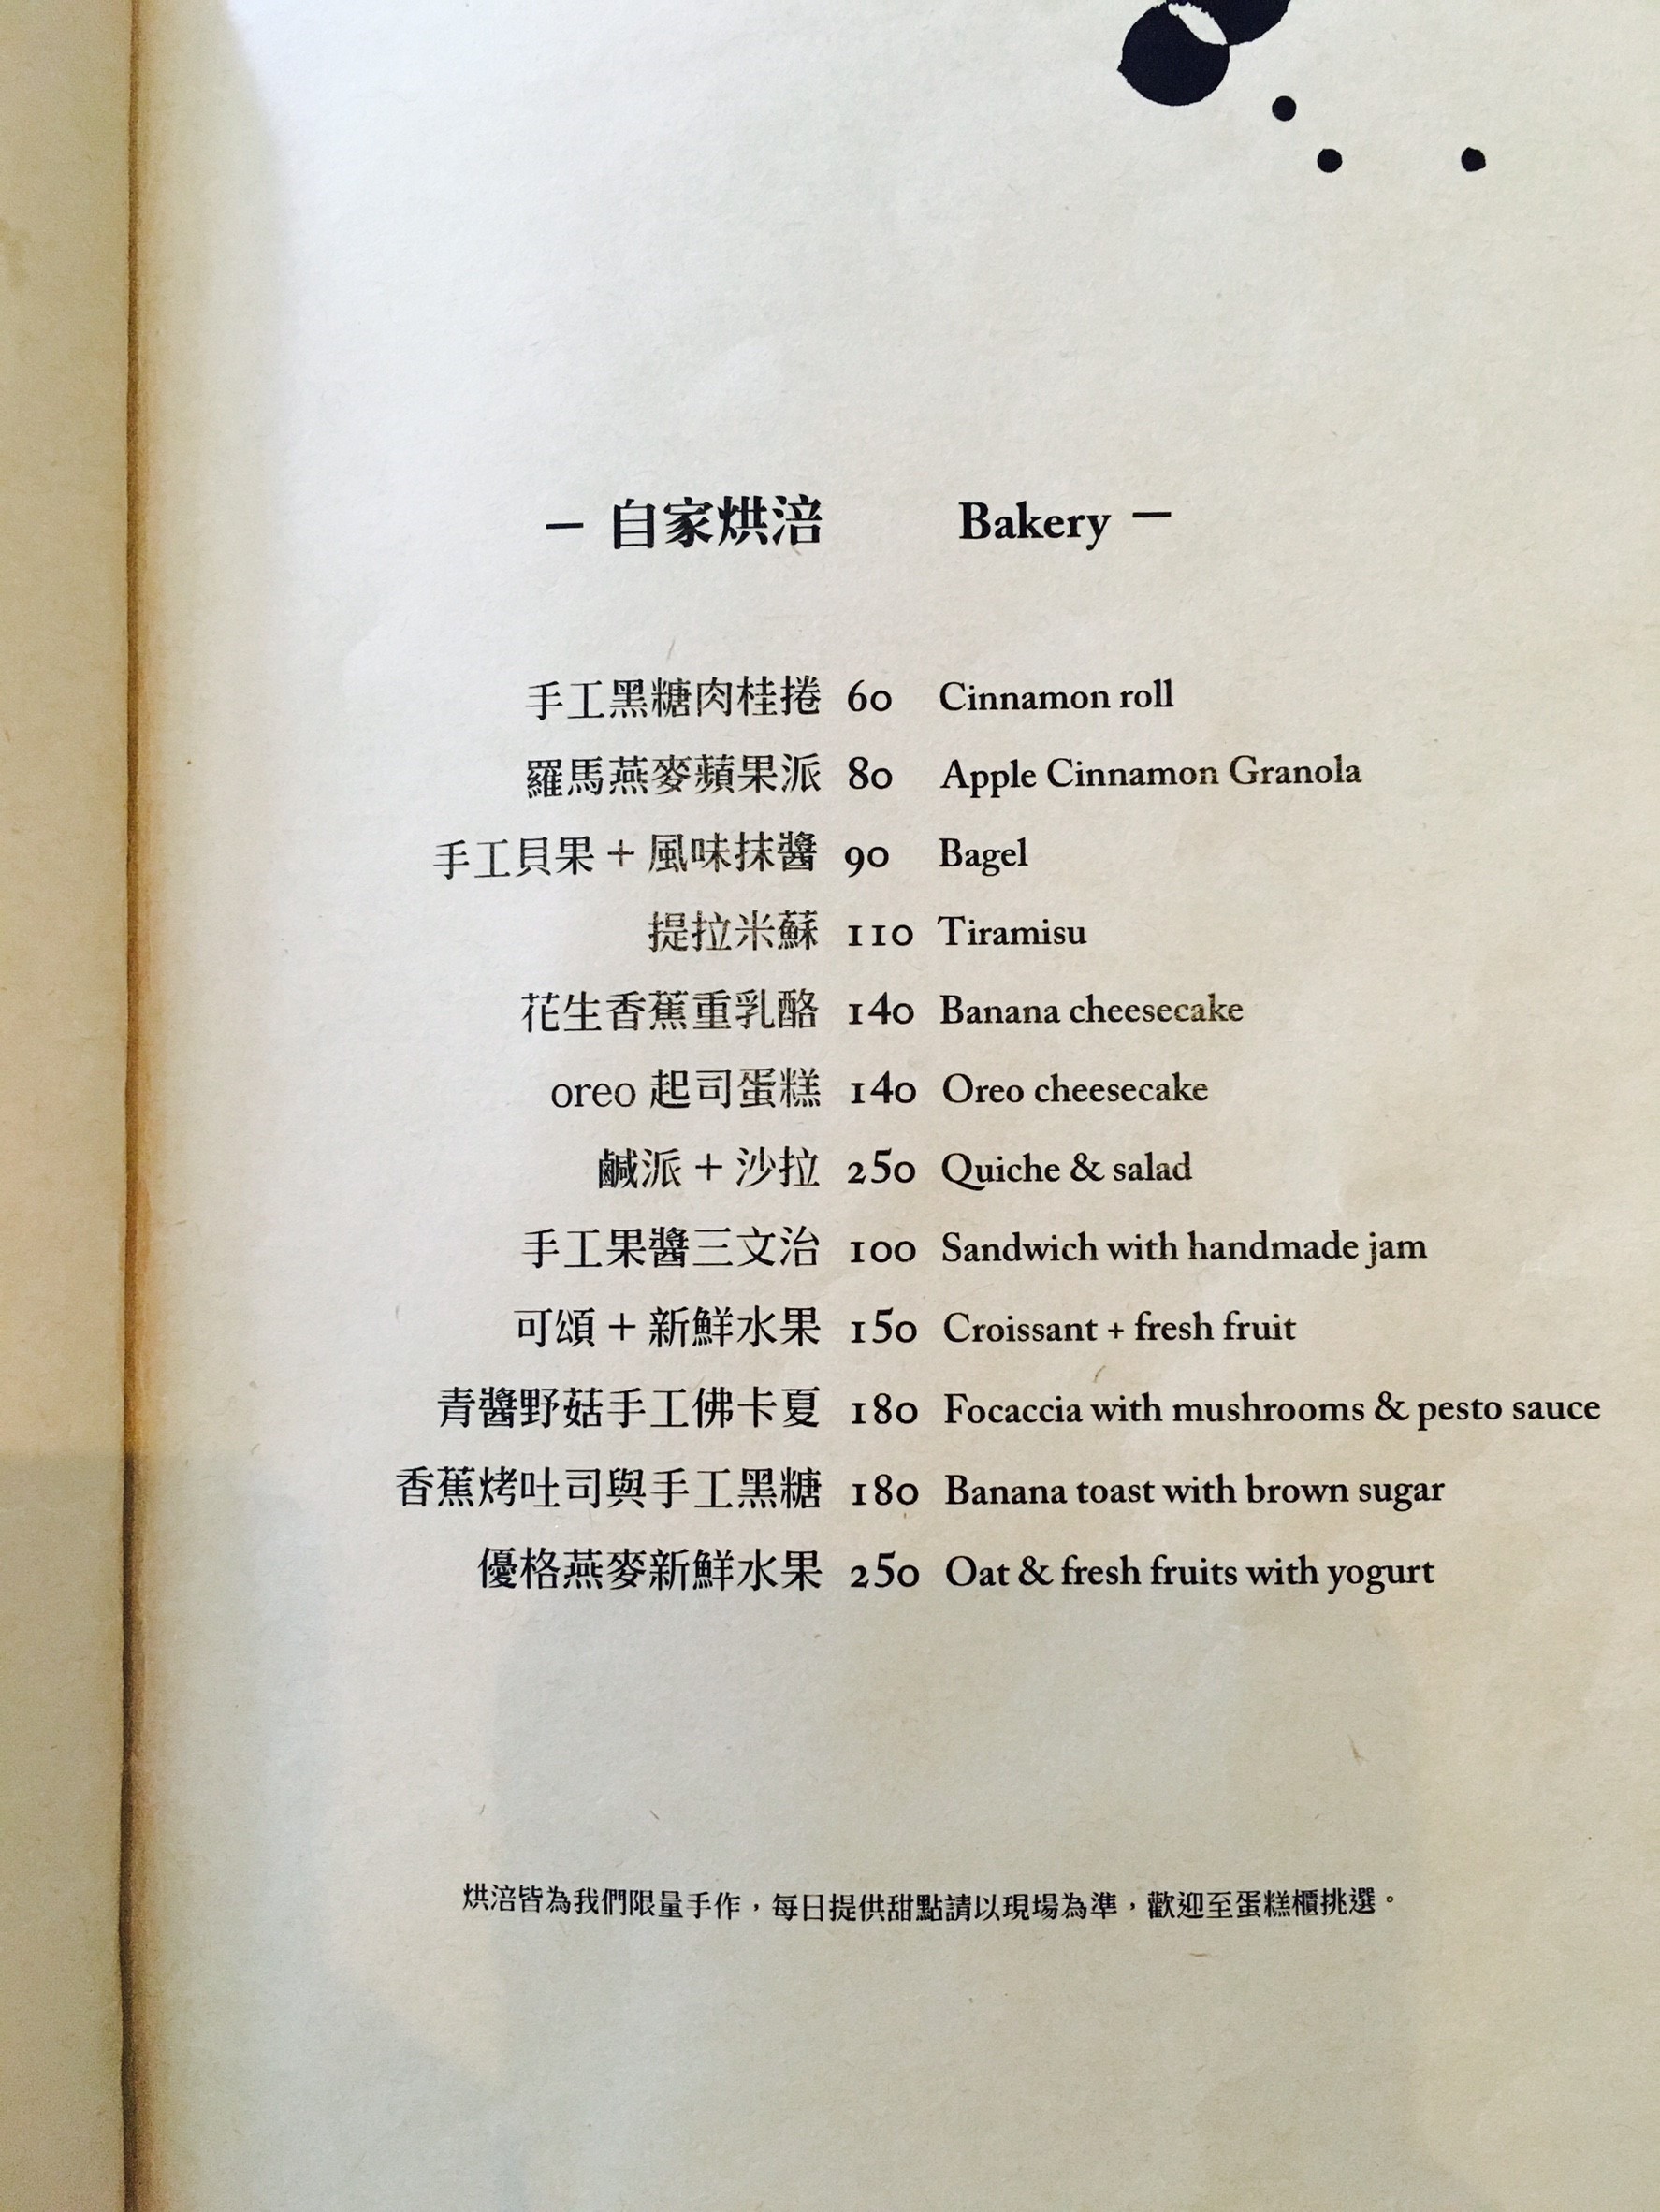 — 自家烘涪 Bakery —
手工黑糖肉桂捲 60 Cinnamon roll
羅馬燕麥蘋果派 80 Apple Cinnamon Granola
手工貝果 + 風味抹醬 90 Bagel
提拉米蘇 110 Tiramisu
花生香蕉重乳酪 140 Banana cheesecake
oreo 起司蛋糕 140 Oreo cheesecake
鹹派 + 沙拉 250 Quiche & salad
手工果醬三文治 100 Sandwich with handmade jam
可頌 + 新鮮水果 150 Croissant + fresh fruit
青醬野菇手工佛卡夏 180 Focaccia with mushrooms & pesto sauce
香蕉烤吐司與手工黑糖 180 Banana toast with brown sugar
優格燕麥新鮮水果 250 Oat & fresh fruits with yogurt
烘涪皆為我們限量手作，每日提供甜點請以現場為準，歡迎至蛋糕櫃挑選。